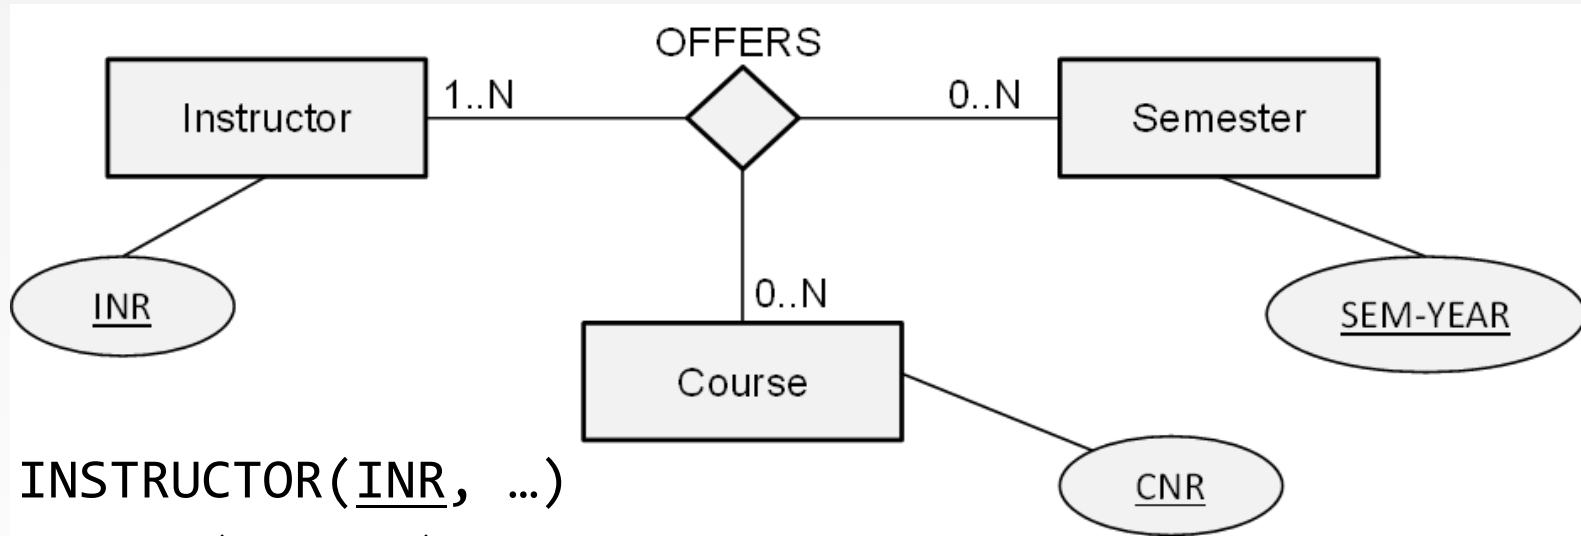 OFFERS
Instructor
1..N
0..N
Semester
INR
0..N
SEM-YEAR
Course
CNR
INSTRUCTOR(INR, …)